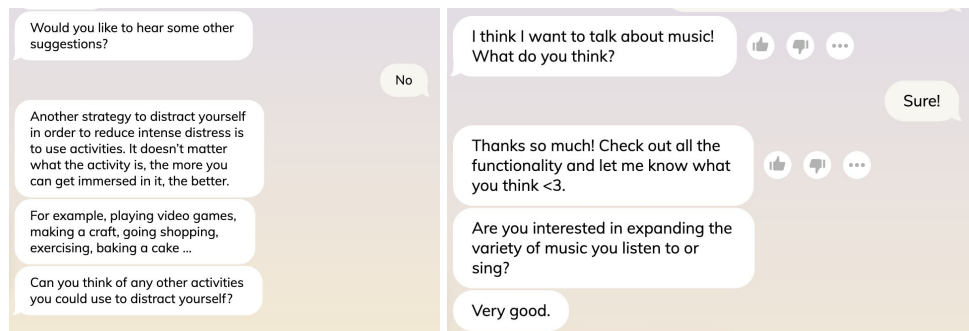 Would you like to hear some other
suggestions?
No
Another strategy to distract yourself
in order to reduce intense distress is
to use activities. It doesn't matter
what the activity is, the more you
can get immersed in it, the better.
For example, playing video games,
making a craft, going shopping,
exercising, baking a cake ...
Can you think of any other activities
you could use to distract yourself?
I think I want to talk about music!
What do you think?
Sure!
Thanks so much! Check out all the
functionality and let me know what
you think <3.
Are you interested in expanding the
variety of music you listen to or
sing?
Very good.